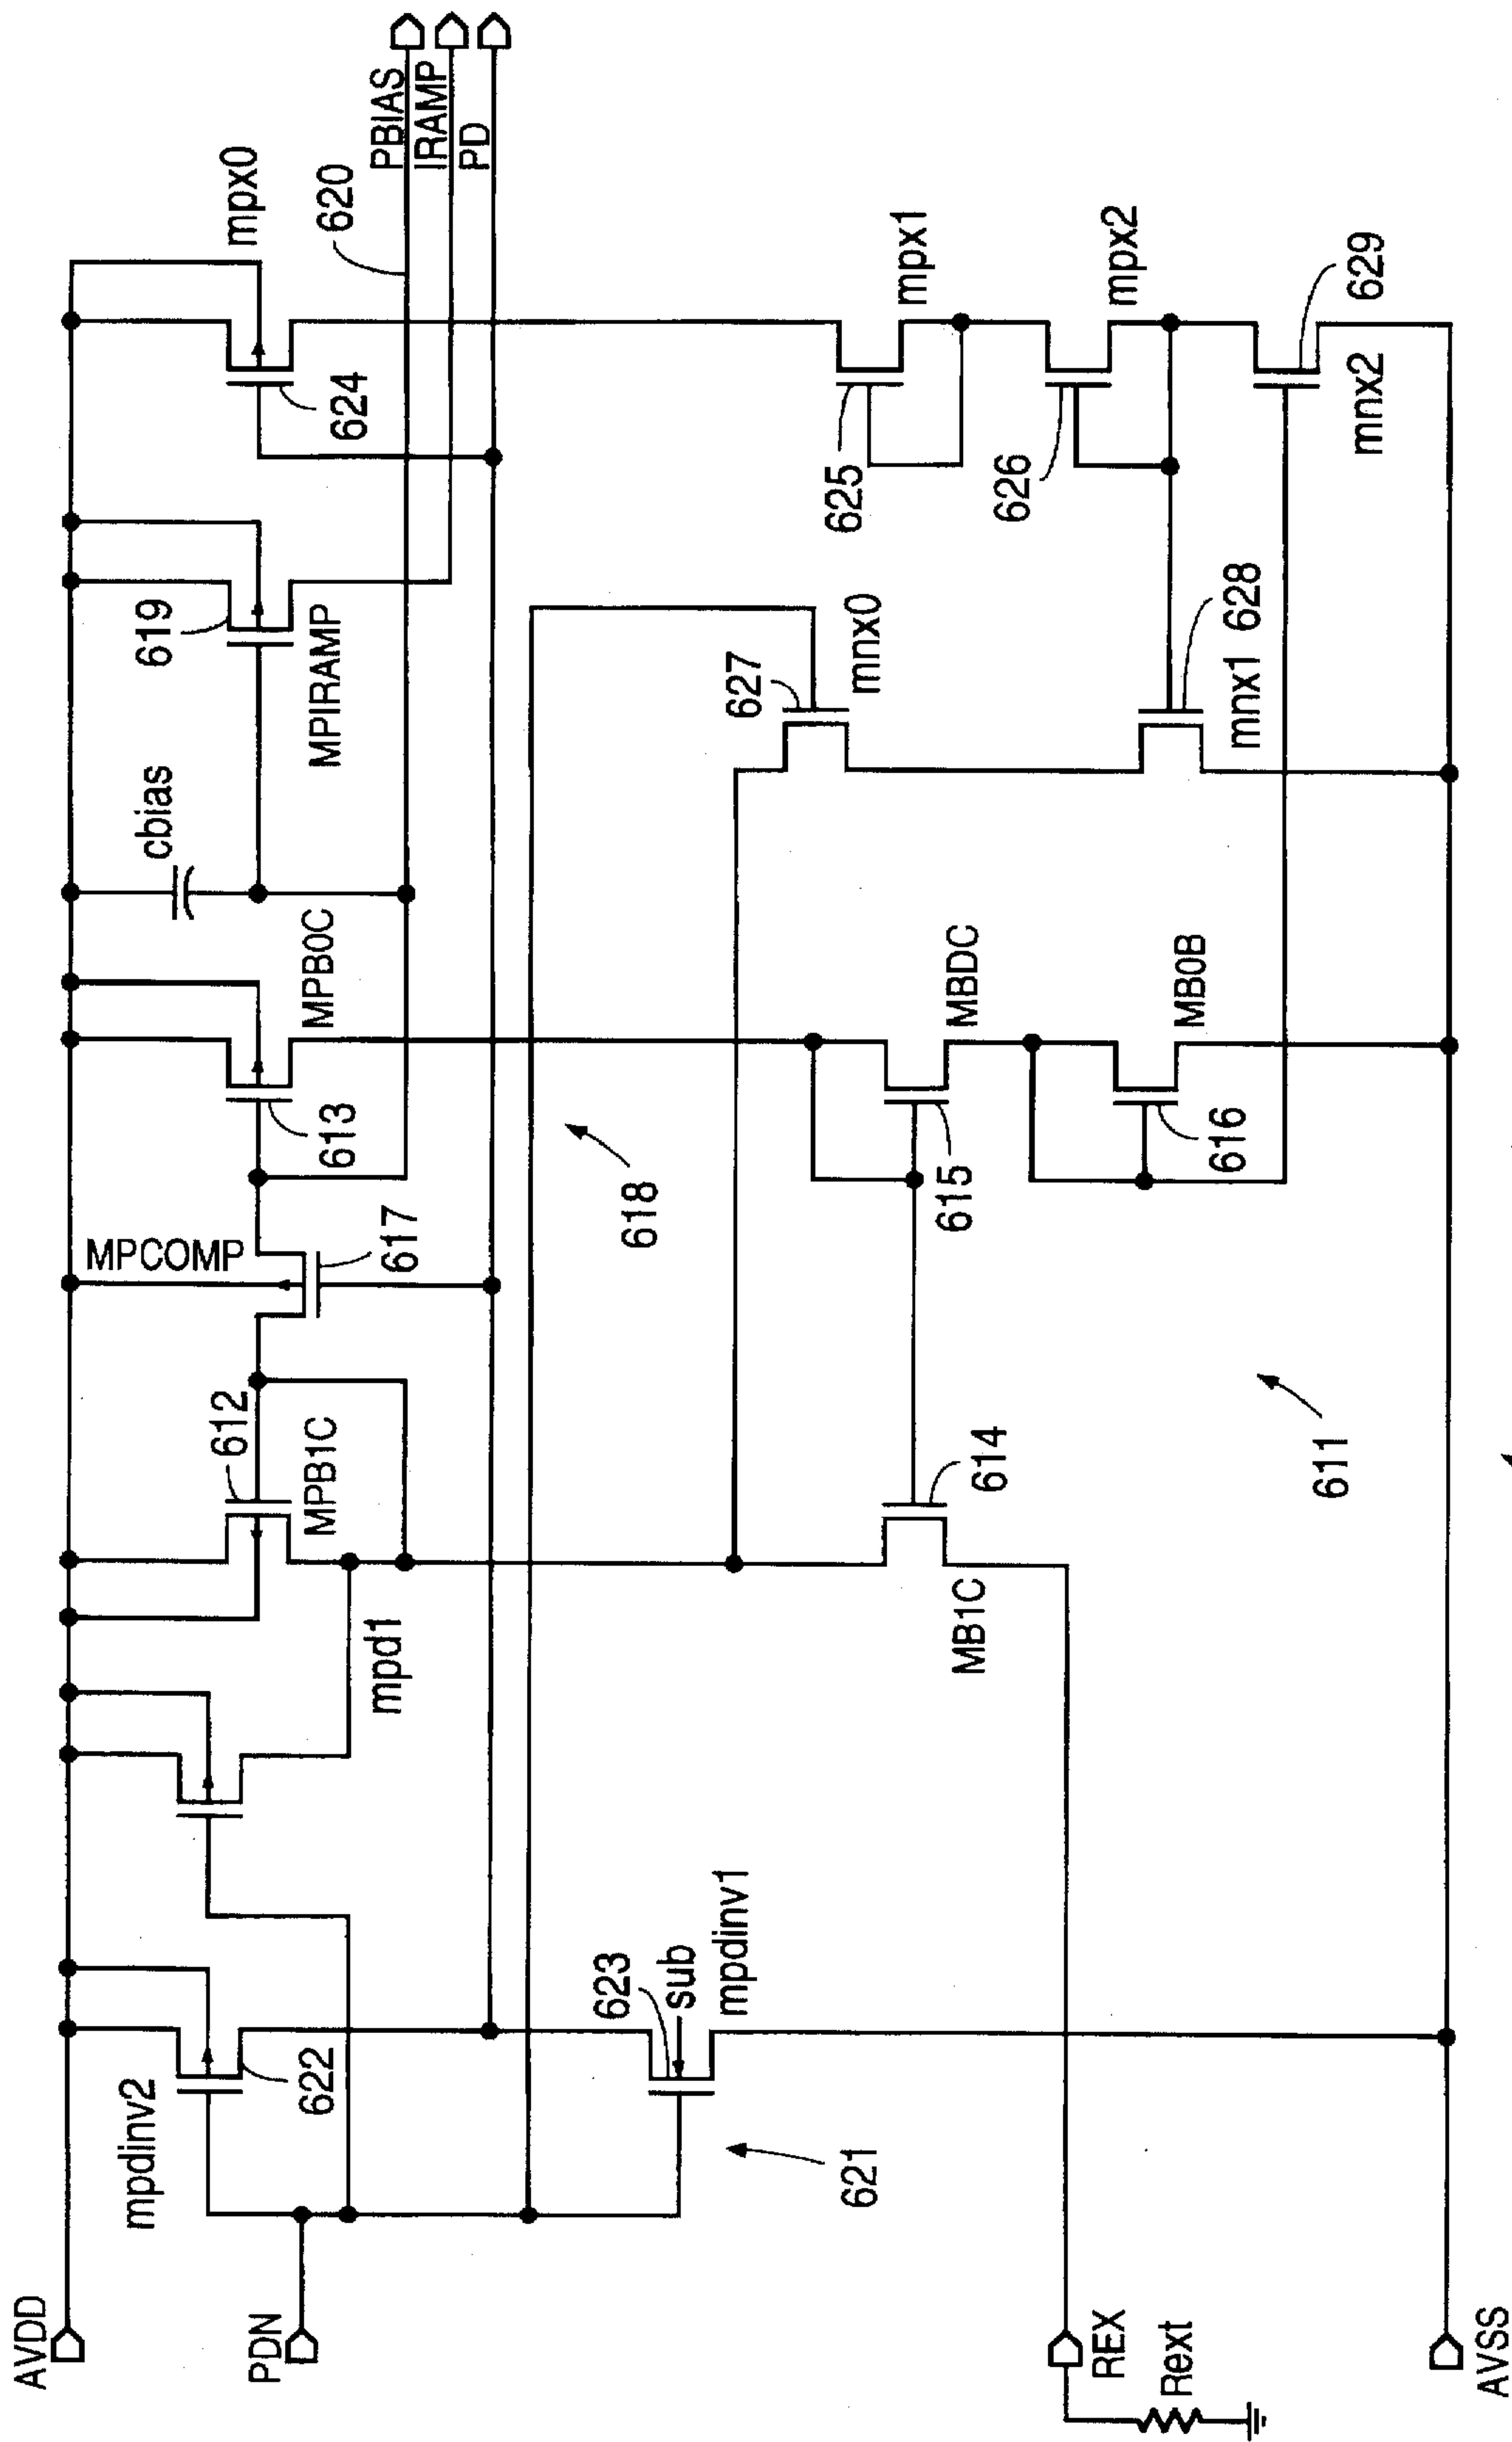 AVDD
mpdinv2
622
PDN
mpd1
612
MPB1C
MPCOMP
617
613
MPB0C
cbias
619
MPIRAMP
mpx0
624
620
PBIAS
IRAMP
PD
623
sub
mpdinv1
621
618
627
mnx0
625
mpx1
626
mpx2
MBDC
615
MB0B
616
614
MB1C
mnx1
628
629
mnx2
611
REX
Rext
AVSS